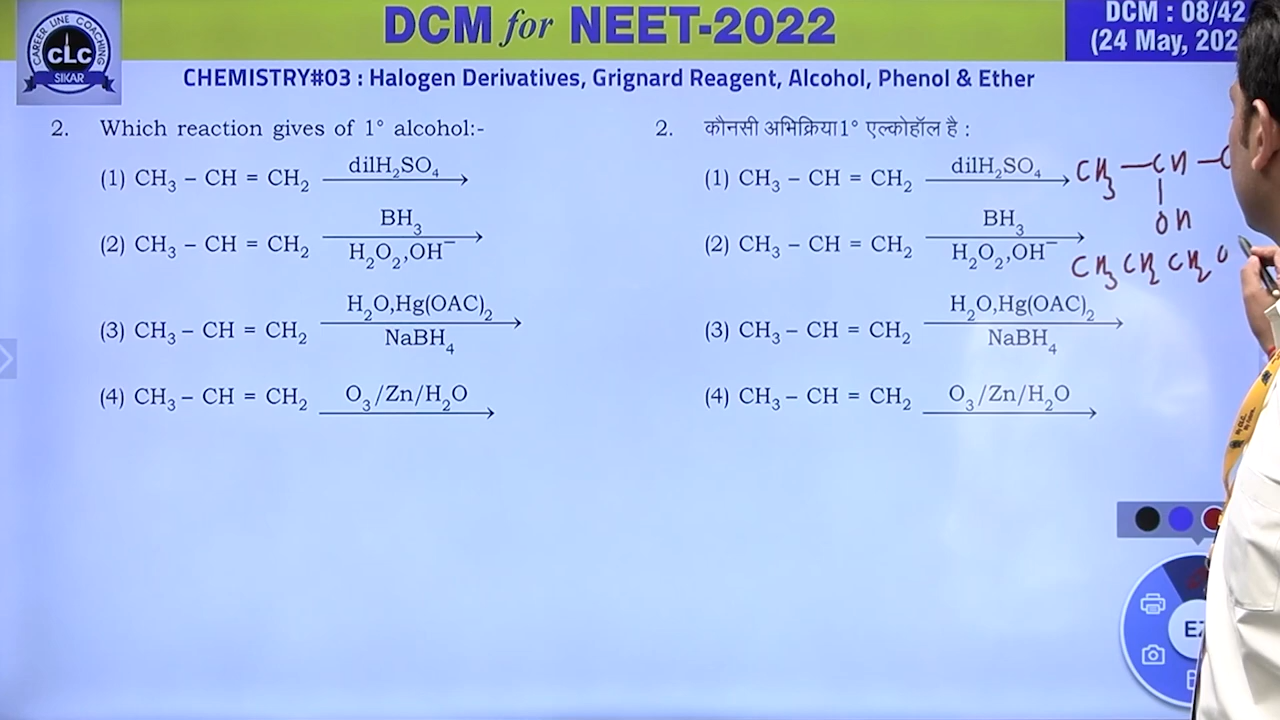 CAREER LINE COACHING
CLC
SIKAR
DCM for NEET-2022
DCM : 08/42
(24 May, 202
CHEMISTRY#03 : Halogen Derivatives, Grignard Reagent, Alcohol, Phenol & Ether
2. Which reaction gives of 1° alcohol:-
(1) CH₃ – CH = CH₂ dilH₂SO₄
(2) CH₃ – CH = CH₂ BH₃
H₂O₂,OH⁻
(3) CH₃ – CH = CH₂ H₂O,Hg(OAC)₂
NaBH₄
(4) CH₃ – CH = CH₂ O₃/Zn/H₂O
2. कौनसी अभिक्रिया1° एल्कोहॉल है :
(1) CH₃ – CH = CH₂ dilH₂SO₄ CH₃ – CH – C
OH
(2) CH₃ – CH = CH₂ BH₃
H₂O₂,OH⁻ CH₃ CH₂ CH₂ O
(3) CH₃ – CH = CH₂ H₂O,Hg(OAC)₂
NaBH₄
(4) CH₃ – CH = CH₂ O₃/Zn/H₂O
EZ